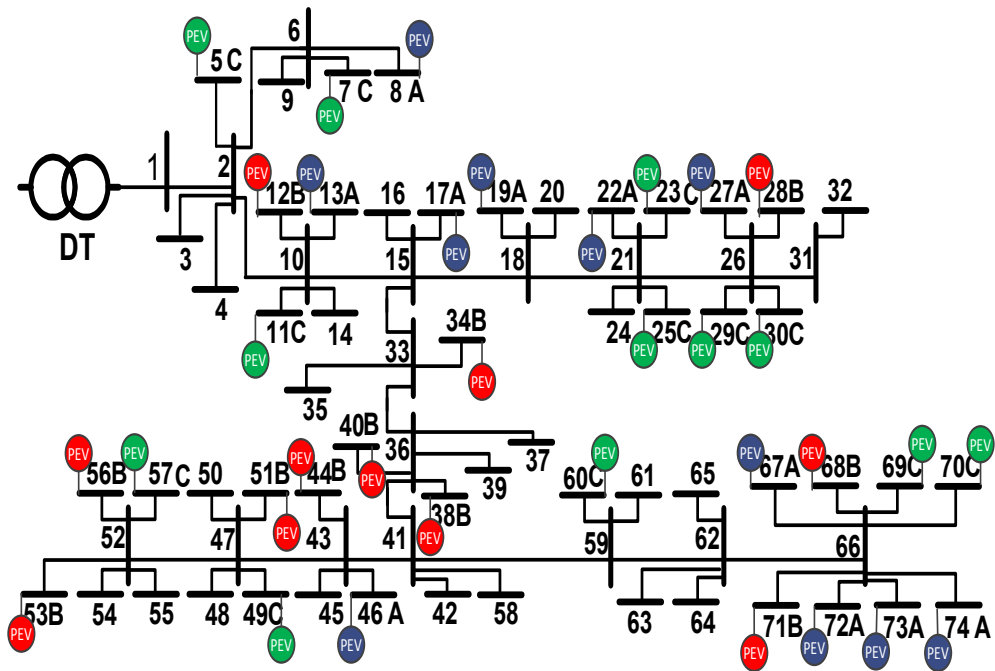 PEV
6
PEV
5 C
9
7 C
8 A
PEV
1
2
DT
3
4
PEV
PEV
PEV
PEV
PEV
PEV
12B
13A
16
17A
19A
20
22A
23 C
27A
28B
32
PEV
PEV
10
15
18
21
26
31
11C
14
34B
24
25C
29C
30C
PEV
33
PEV
PEV
PEV
PEV
35
40B
36
37
39
38B
PEV
PEV
PEV
PEV
PEV
PEV
PEV
PEV
PEV
PEV
PEV
56B
57 C
50
51B
44B
60C
61
65
67A
68B
69C
70C
PEV
PEV
52
47
43
41
59
62
66
53B
54
55
48
49C
45
46 A
42
58
63
64
71B
72A
73A
74 A
PEV
PEV
PEV
PEV
PEV
PEV
PEV